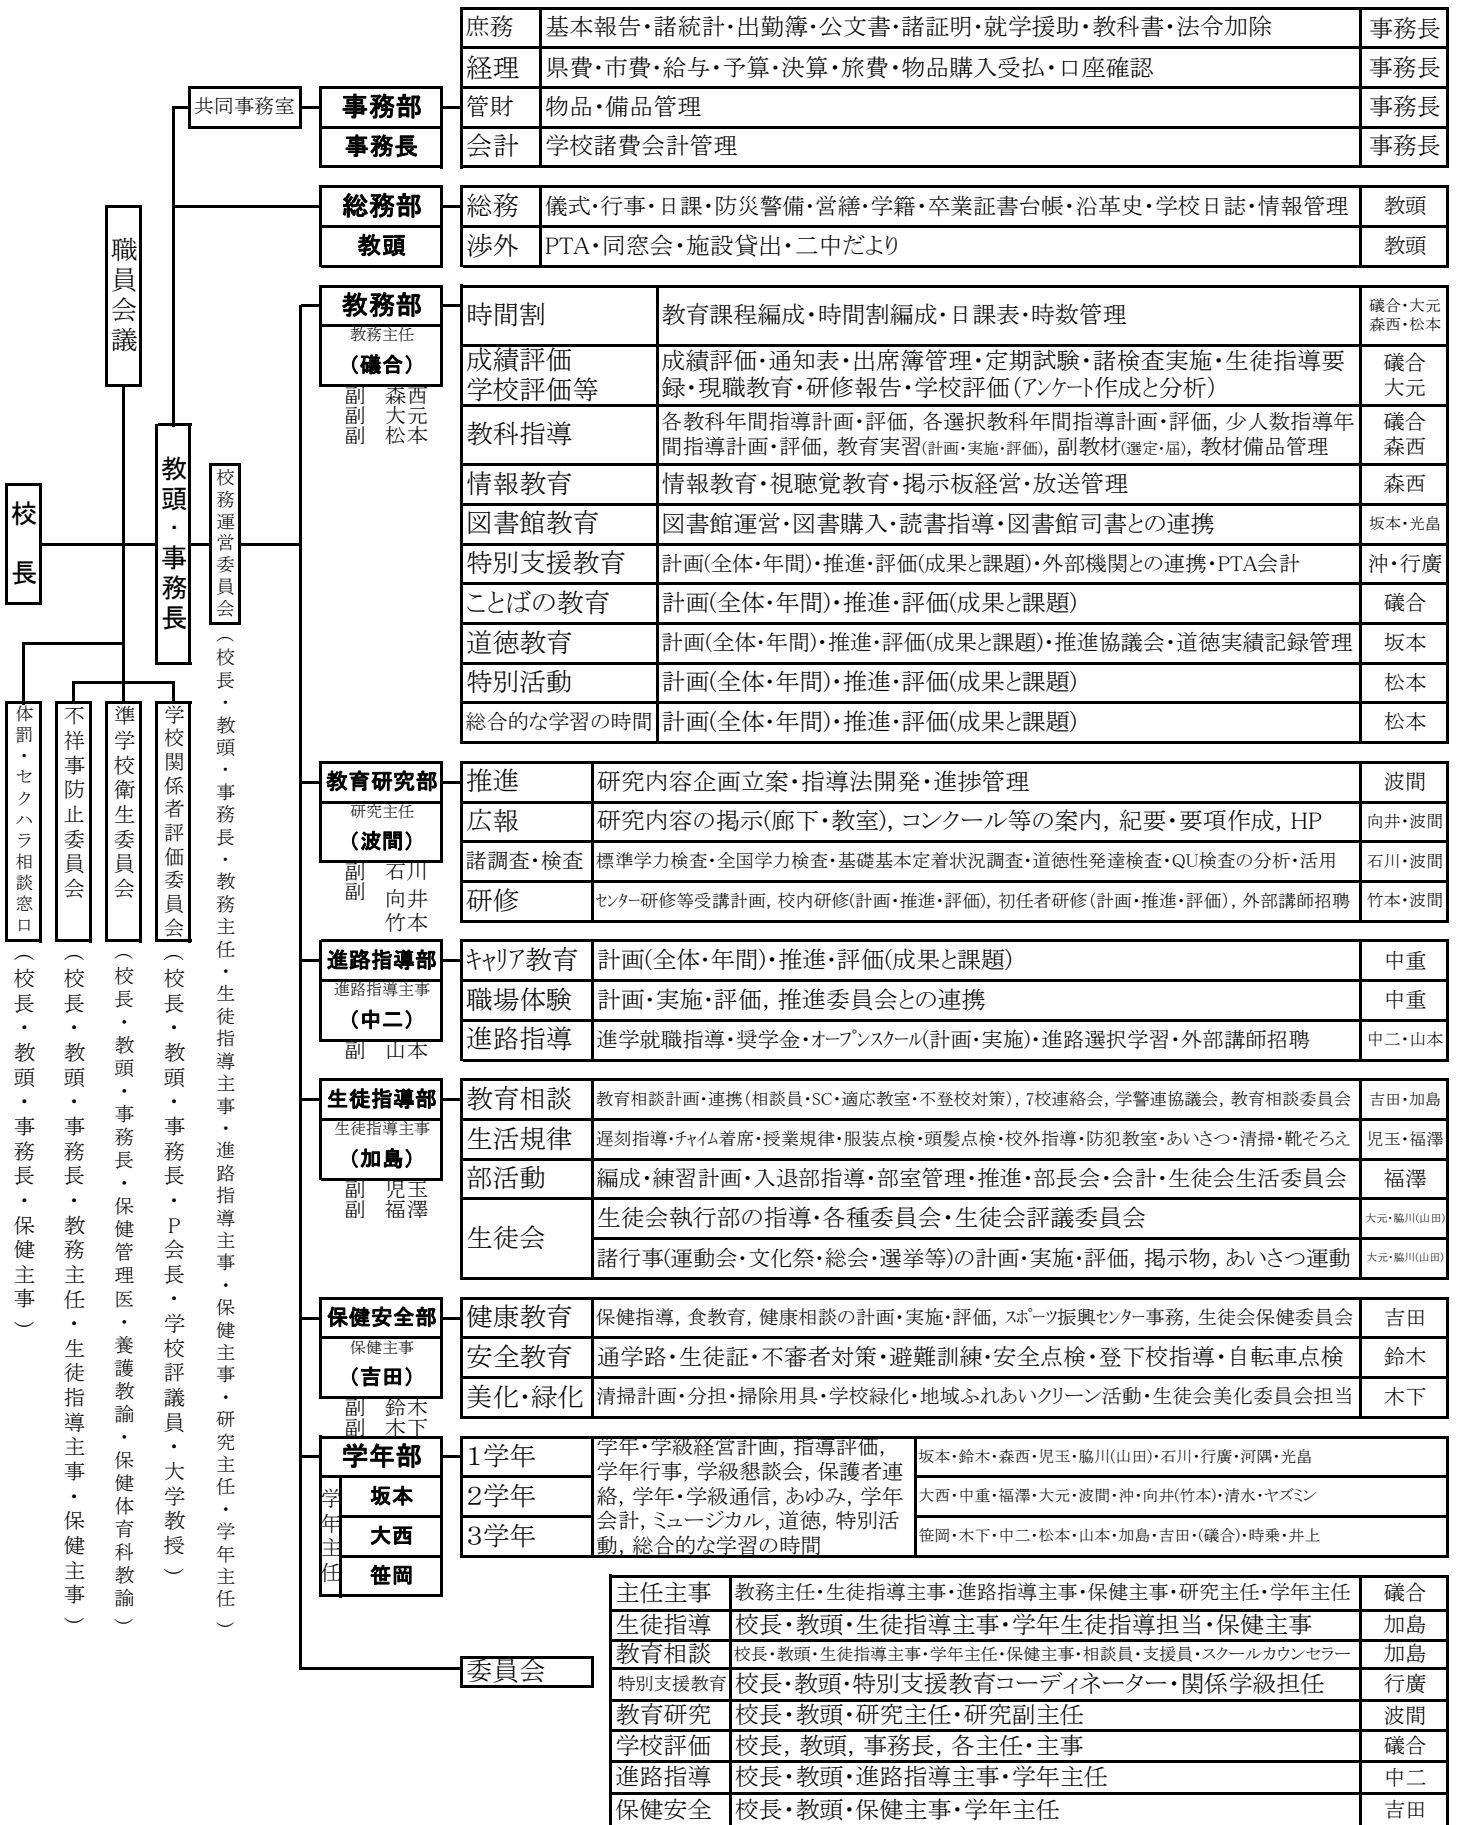 庶務 基本報告・諸統計・出勤簿・公文書・諸証明・就学援助・教科書・法令加除 事務長
経理 県費・市費・給与・予算・決算・旅費・物品購入受払・口座確認 事務長
共同事務室 事務部 管財 物品・備品管理 事務長
事務長 会計 学校諸費会計管理 事務長
総務部 総務 儀式・行事・日課・防災警備・営繕・学籍・卒業証書台帳・沿革史・学校日誌・情報管理 教頭
教頭 渉外 PTA・同窓会・施設貸出・二中だより 教頭
職員会議
校長
教頭・事務長
校務運営委員会(校長・教頭・事務長・教務主任・生徒指導主事・進路指導主事・保健主事・研究主任・学年主任)
体罰・セクハラ相談窓口(校長・教頭・事務長・保健主事)
不祥事防止委員会(校長・教頭・事務長・教務主任・生徒指導主事・保健主事)
準学校衛生委員会(校長・教頭・事務長・保健管理医・養護教諭・保健体育科教諭)
学校関係者評価委員会(校長・教頭・事務長・P会長・学校評議員・大学教授)
教務部
教務主任
(礒合)
副 森西
副 大元
副 松本
時間割 教育課程編成・時間割編成・日課表・時数管理 礒合・大元
森西・松本
成績評価 成績評価・通知表・出席簿管理・定期試験・諸検査実施・生徒指導要 礒合
学校評価等 録・現職教育・研修報告・学校評価(アンケート作成と分析) 大元
教科指導 各教科年間指導計画・評価, 各選択教科年間指導計画・評価, 少人数指導年 礒合
間指導計画・評価, 教育実習(計画・実施・評価), 副教材(選定・届), 教材備品管理 森西
情報教育 情報教育・視聴覚教育・掲示板経営・放送管理 森西
図書館教育 図書館運営・図書購入・読書指導・図書館司書との連携 坂本・光畠
特別支援教育 計画(全体・年間)・推進・評価(成果と課題)・外部機関との連携・PTA会計 沖・行廣
ことばの教育 計画(全体・年間)・推進・評価(成果と課題) 礒合
道徳教育 計画(全体・年間)・推進・評価(成果と課題)・推進協議会・道徳実績記録管理 坂本
特別活動 計画(全体・年間)・推進・評価(成果と課題) 松本
総合的な学習の時間 計画(全体・年間)・推進・評価(成果と課題) 松本
教育研究部
研究主任
(波間)
副 石川
副 向井
竹本
推進 研究内容企画立案・指導法開発・進捗管理 波間
広報 研究内容の掲示(廊下・教室), コンクール等の案内, 紀要・要項作成, HP 向井・波間
諸調査・検査 標準学力検査・全国学力検査・基礎基本定着状況調査・道徳性発達検査・QU検査の分析・活用 石川・波間
研修 センター研修等受講計画, 校内研修(計画・推進・評価), 初任者研修(計画・推進・評価), 外部講師招聘 竹本・波間
進路指導部
進路指導主事
(中二)
副 山本
キャリア教育 計画(全体・年間)・推進・評価(成果と課題) 中重
職場体験 計画・実施・評価, 推進委員会との連携 中重
進路指導 進学就職指導・奨学金・オープンスクール(計画・実施)・進路選択学習・外部講師招聘 中二・山本
生徒指導部
生徒指導主事
(加島)
副 児玉
副 福澤
教育相談 教育相談計画・連携(相談員・SC・適応教室・不登校対策), 7校連絡会, 学警連協議会, 教育相談委員会 吉田・加島
生活規律 遅刻指導・チャイム着席・授業規律・服装点検・頭髪点検・校外指導・防犯教室・あいさつ・清掃・靴そろえ 児玉・福澤
部活動 編成・練習計画・入退部指導・部室管理・推進・部長会・会計・生徒会生活委員会 福澤
生徒会 生徒会執行部の指導・各種委員会・生徒会評議委員会 大元・脇川(山田)
諸行事(運動会・文化祭・総会・選挙等)の計画・実施・評価, 掲示物, あいさつ運動 大元・脇川(山田)
保健安全部
保健主事
(吉田)
副 鈴木
副 木下
健康教育 保健指導, 食教育, 健康相談の計画・実施・評価, スポーツ振興センター事務, 生徒会保健委員会 吉田
安全教育 通学路・生徒証・不審者対策・避難訓練・安全点検・登下校指導・自転車点検 鈴木
美化・緑化 清掃計画・分担・掃除用具・学校緑化・地域ふれあいクリーン活動・生徒会美化委員会担当 木下
学年部
学年主任
坂本
大西
笹岡
1学年
2学年
3学年
学年・学級経営計画, 指導評価,
学年行事, 学級懇談会, 保護者連
絡, 学年・学級通信, あゆみ, 学年
会計, ミュージカル, 道徳, 特別活
動, 総合的な学習の時間
坂本・鈴木・森西・児玉・脇川(山田)・石川・行廣・河隅・光畠
大西・中重・福澤・大元・波間・沖・向井(竹本)・清水・ヤズミン
笹岡・木下・中二・松本・山本・加島・吉田・(礒合)・時乗・井上
委員会
主任主事 教務主任・生徒指導主事・進路指導主事・保健主事・研究主任・学年主任 礒合
生徒指導 校長・教頭・生徒指導主事・学年生徒指導担当・保健主事 加島
教育相談 校長・教頭・生徒指導主事・学年主任・保健主事・相談員・支援員・スクールカウンセラー 加島
特別支援教育 校長・教頭・特別支援教育コーディネーター・関係学級担任 行廣
教育研究 校長・教頭・研究主任・研究副主任 波間
学校評価 校長, 教頭, 事務長, 各主任・主事 礒合
進路指導 校長・教頭・進路指導主事・学年主任 中二
保健安全 校長・教頭・保健主事・学年主任 吉田